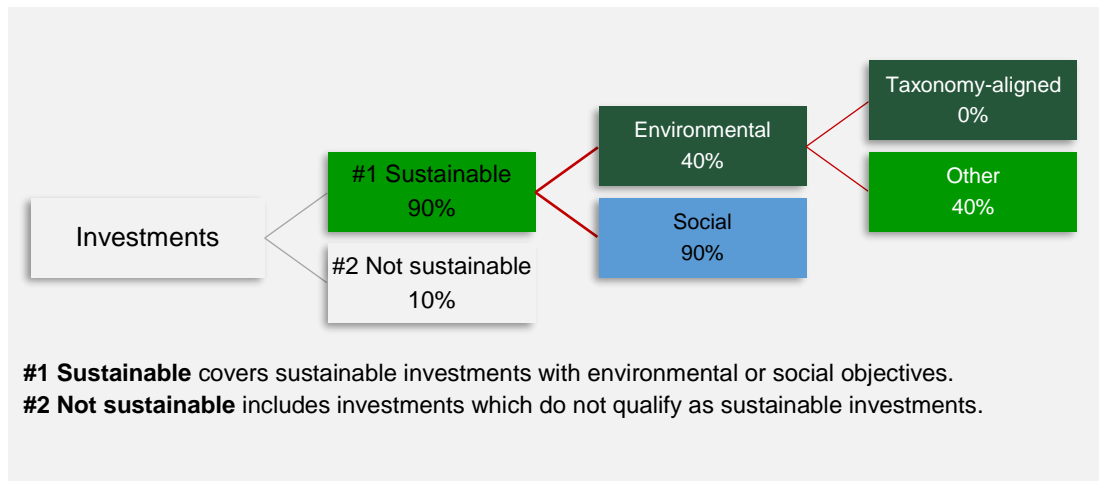 Investments
#1 Sustainable
90%
#2 Not sustainable
10%
Environmental
40%
Social
90%
Taxonomy-aligned
0%
Other
40%
#1 Sustainable covers sustainable investments with environmental or social objectives.
#2 Not sustainable includes investments which do not qualify as sustainable investments.